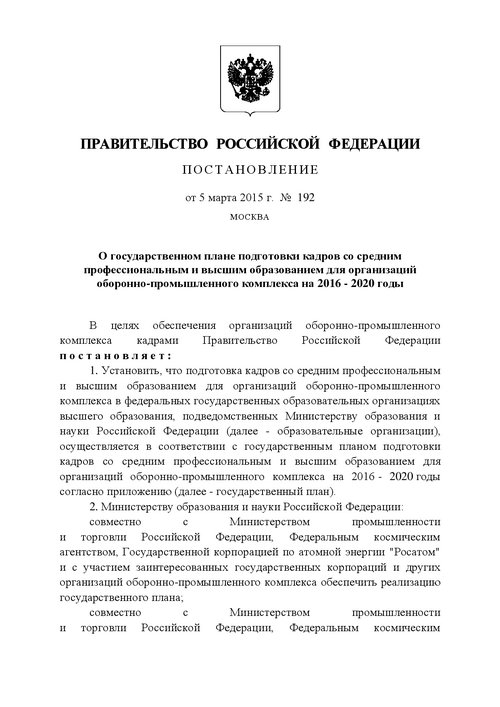 ПРАВИТЕЛЬСТВО РОССИЙСКОЙ ФЕДЕРАЦИИ
ПОСТАНОВЛЕНИЕ
от 5 марта 2015 г. № 192
МОСКВА
О государственном плане подготовки кадров со средним
профессиональным и высшим образованием для организаций
оборонно-промышленного комплекса на 2016 - 2020 годы
В целях обеспечения организаций оборонно-промышленного
комплекса кадрами Правительство Российской Федерации
постановляет:
1. Установить, что подготовка кадров со средним профессиональным
и высшим образованием для организаций оборонно-промышленного
комплекса в федеральных государственных образовательных организациях
высшего образования, подведомственных Министерству образования и
науки Российской Федерации (далее - образовательные организации),
осуществляется в соответствии с государственным планом подготовки
кадров со средним профессиональным и высшим образованием для
организаций оборонно-промышленного комплекса на 2016 - 2020 годы
согласно приложению (далее - государственный план).
2. Министерству образования и науки Российской Федерации:
совместно с Министерством промышленности
и торговли Российской Федерации, Федеральным космическим
агентством, Государственной корпорацией по атомной энергии "Росатом"
и с участием заинтересованных государственных корпораций и других
организаций оборонно-промышленного комплекса обеспечить реализацию
государственного плана;
совместно с Министерством промышленности
и торговли Российской Федерации, Федеральным космическим